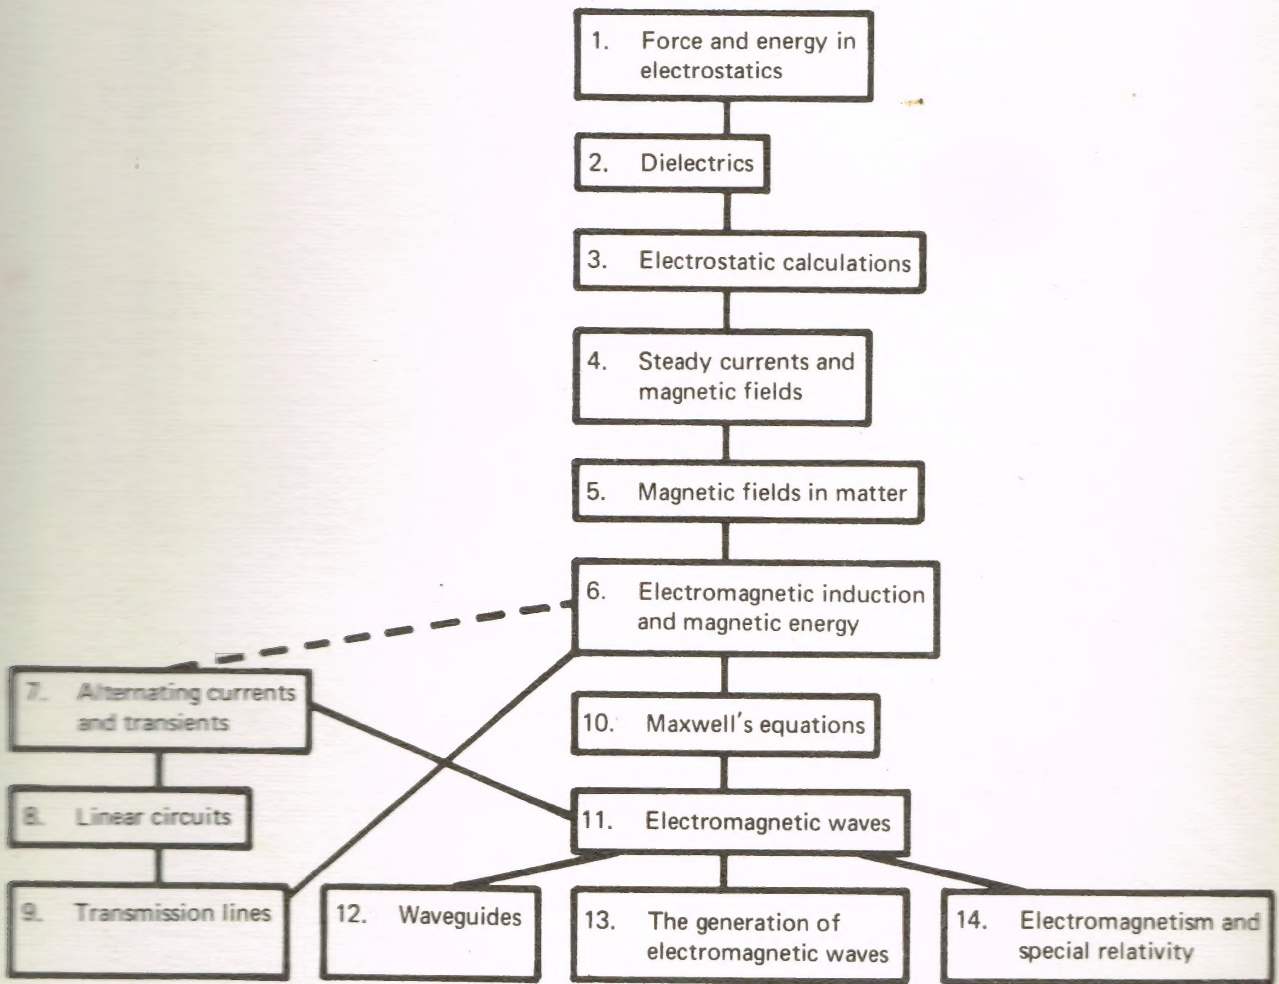 1. Force and energy in
electrostatics
2. Dielectrics
3. Electrostatic calculations
4. Steady currents and
magnetic fields
5. Magnetic fields in matter
6. Electromagnetic induction
and magnetic energy
7. Alternating currents
and transients
8. Linear circuits
9. Transmission lines
10. Maxwell's equations
11. Electromagnetic waves
12. Waveguides
13. The generation of
electromagnetic waves
14. Electromagnetism and
special relativity